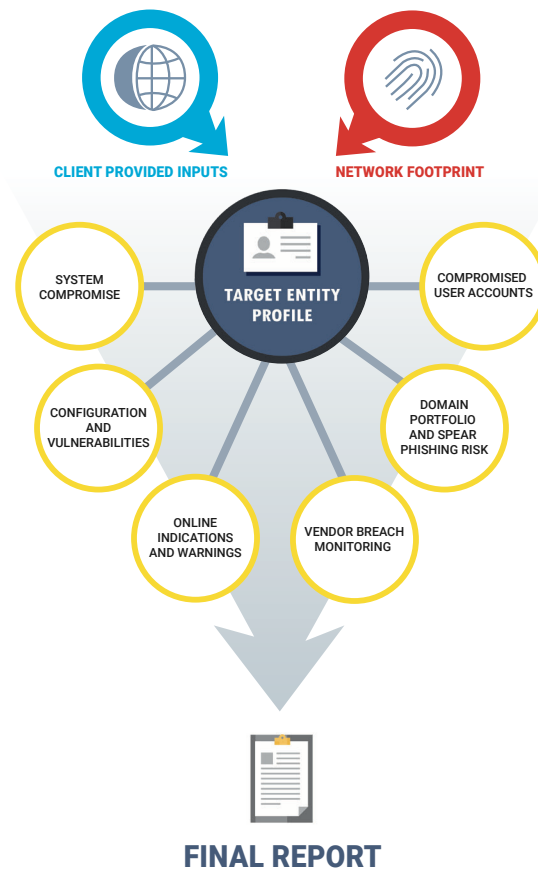 CLIENT PROVIDED INPUTS
NETWORK FOOTPRINT
TARGET ENTITY
PROFILE
SYSTEM
COMPROMISE
COMPROMISED
USER ACCOUNTS
CONFIGURATION
AND
VULNERABILITIES
DOMAIN
PORTFOLIO
AND SPEAR
PHISHING RISK
ONLINE
INDICATIONS
AND WARNINGS
VENDOR BREACH
MONITORING
FINAL REPORT